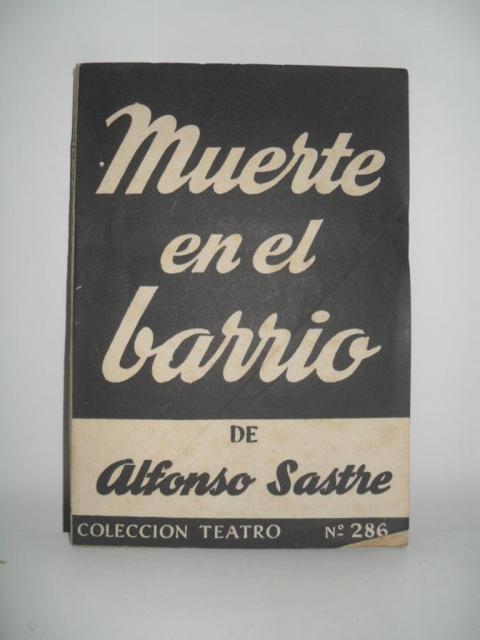 Muerte
en el
barrio
DE
Alfonso Sastre
COLECCION TEATRO Nº 286